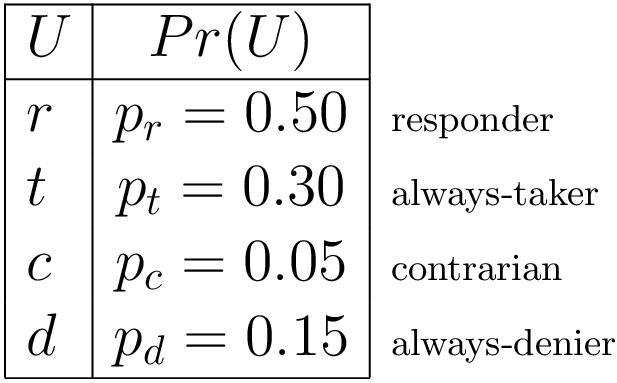 U Pr(U)
r p_r = 0.50 responder
t p_t = 0.30 always-taker
c p_c = 0.05 contrarian
d p_d = 0.15 always-denier